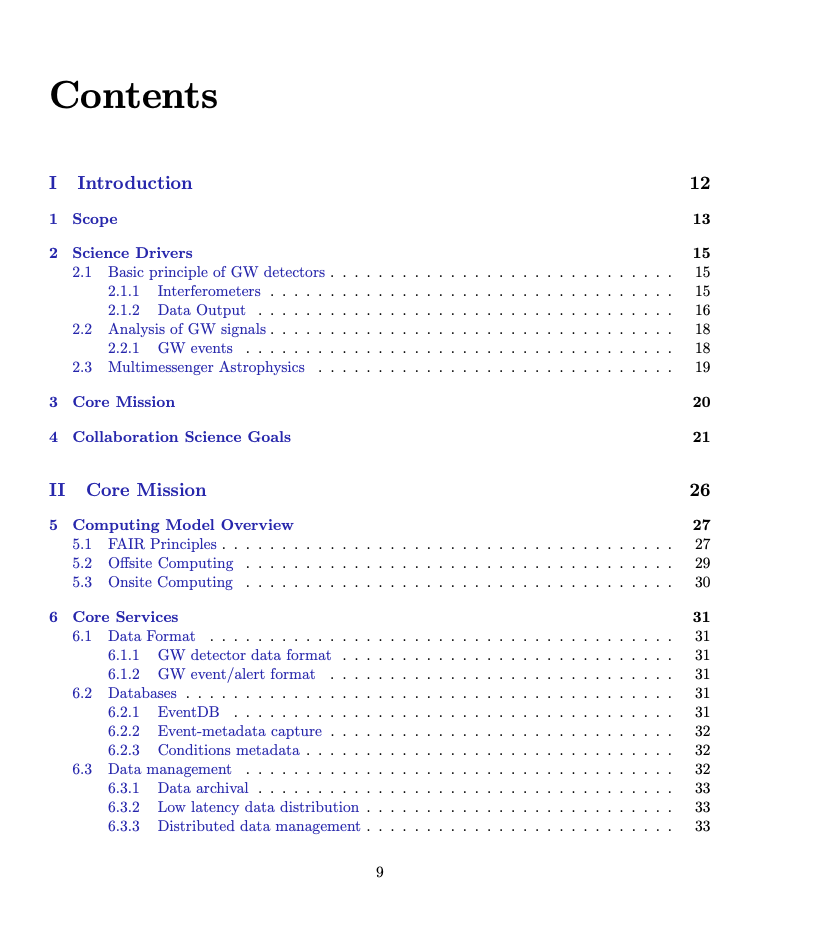 Contents
I Introduction 12
1 Scope 13
2 Science Drivers 15
2.1 Basic principle of GW detectors . . . . . . . . . . . . . . . . . . . . . . . . . . . . . 15
2.1.1 Interferometers . . . . . . . . . . . . . . . . . . . . . . . . . . . . . . . . . . 15
2.1.2 Data Output . . . . . . . . . . . . . . . . . . . . . . . . . . . . . . . . . . . 16
2.2 Analysis of GW signals . . . . . . . . . . . . . . . . . . . . . . . . . . . . . . . . . . 18
2.2.1 GW events . . . . . . . . . . . . . . . . . . . . . . . . . . . . . . . . . . . . 18
2.3 Multimessenger Astrophysics . . . . . . . . . . . . . . . . . . . . . . . . . . . . . . 19
3 Core Mission 20
4 Collaboration Science Goals 21
II Core Mission 26
5 Computing Model Overview 27
5.1 FAIR Principles . . . . . . . . . . . . . . . . . . . . . . . . . . . . . . . . . . . . . . 27
5.2 Offsite Computing . . . . . . . . . . . . . . . . . . . . . . . . . . . . . . . . . . . . 29
5.3 Onsite Computing . . . . . . . . . . . . . . . . . . . . . . . . . . . . . . . . . . . . 30
6 Core Services 31
6.1 Data Format . . . . . . . . . . . . . . . . . . . . . . . . . . . . . . . . . . . . . . . 31
6.1.1 GW detector data format . . . . . . . . . . . . . . . . . . . . . . . . . . . . 31
6.1.2 GW event/alert format . . . . . . . . . . . . . . . . . . . . . . . . . . . . . 31
6.2 Databases . . . . . . . . . . . . . . . . . . . . . . . . . . . . . . . . . . . . . . . . . 31
6.2.1 EventDB . . . . . . . . . . . . . . . . . . . . . . . . . . . . . . . . . . . . . 31
6.2.2 Event-metadata capture . . . . . . . . . . . . . . . . . . . . . . . . . . . . . 32
6.2.3 Conditions metadata . . . . . . . . . . . . . . . . . . . . . . . . . . . . . . . 32
6.3 Data management . . . . . . . . . . . . . . . . . . . . . . . . . . . . . . . . . . . . 32
6.3.1 Data archival . . . . . . . . . . . . . . . . . . . . . . . . . . . . . . . . . . . 33
6.3.2 Low latency data distribution . . . . . . . . . . . . . . . . . . . . . . . . . . 33
6.3.3 Distributed data management . . . . . . . . . . . . . . . . . . . . . . . . . . 33
9